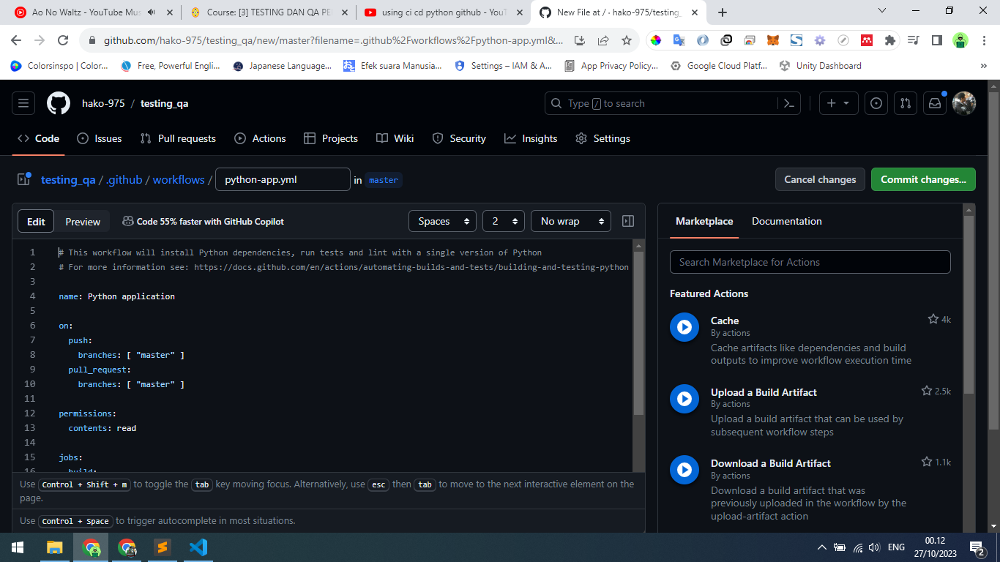 Ao No Waltz - YouTube Mus
Course: [3] TESTING DAN QA PE
using ci cd python github - YouT
New File at / · hako-975/testing_
github.com/hako-975/testing_qa/new/master?filename=.github%2Fworkflows%2Fpython-app.yml&...
Colorsinspo | Color...
Free, Powerful Engli...
Japanese Language...
Efek suara Manusia...
Settings – IAM & A...
App Privacy Policy...
Google Cloud Platf...
Unity Dashboard
»
hako-975 / testing_qa
Type / to search
Code
Issues
Pull requests
Actions
Projects
Wiki
Security
Insights
Settings
testing_qa / .github / workflows / python-app.yml in master
Cancel changes
Commit changes...
Edit
Preview
Code 55% faster with GitHub Copilot
Spaces
2
No wrap
1 # This workflow will install Python dependencies, run tests and lint with a single version of Python
2 # For more information see: https://docs.github.com/en/actions/automating-builds-and-tests/building-and-testing-python
3
4 name: Python application
5
6 on:
7 push:
8 branches: [ "master" ]
9 pull_request:
10 branches: [ "master" ]
11
12 permissions:
13 contents: read
14
15 jobs:
16 build:
Use Control + Shift + m to toggle the tab key moving focus. Alternatively, use esc then tab to move to the next interactive element on the
page.
Use Control + Space to trigger autocomplete in most situations.
Marketplace
Documentation
Search Marketplace for Actions
Featured Actions
Cache
4k
By actions
Cache artifacts like dependencies and build
outputs to improve workflow execution time
Upload a Build Artifact
2.5k
By actions
Upload a build artifact that can be used by
subsequent workflow steps
Download a Build Artifact
1.1k
By actions
Download a build artifact that was
previously uploaded in the workflow by the
upload-artifact action
ENG
00.12
27/10/2023
2